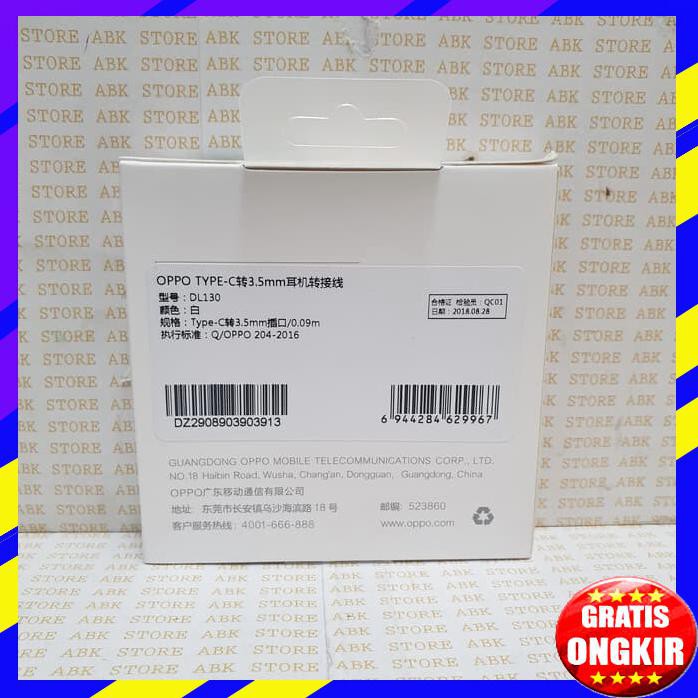 OPPO TYPE-C转3.5mm耳机转接线
型号：DL130
颜色：白
规格：Type-C转3.5mm插口/0.09m
执行标准：Q/OPPO 204-2016
合格证 检验员：QC01
日期：2018.08.28
DZ2908903903913
6 944284 629967
GUANGDONG OPPO MOBILE TELECOMMUNICATIONS CORP., LTD.
NO.18 Haibin Road, Wusha, Chang'an, Dongguan, Guangdong, China
OPPO广东移动通信有限公司
地址： 东莞市长安镇乌沙海滨路 18 号 邮编: 523860
客户服务热线：4001-666-888 www.oppo.com
GRATIS
ONGKIR
ABK STORE